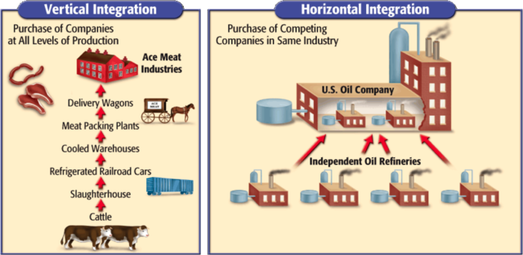 Vertical Integration
Purchase of Companies
at All Levels of Production
Ace Meat
Industries
Delivery Wagons
Meat Packing Plants
Cooled Warehouses
Refrigerated Railroad Cars
Slaughterhouse
Cattle
Horizontal Integration
Purchase of Competing
Companies in Same Industry
U.S. Oil Company
Independent Oil Refineries